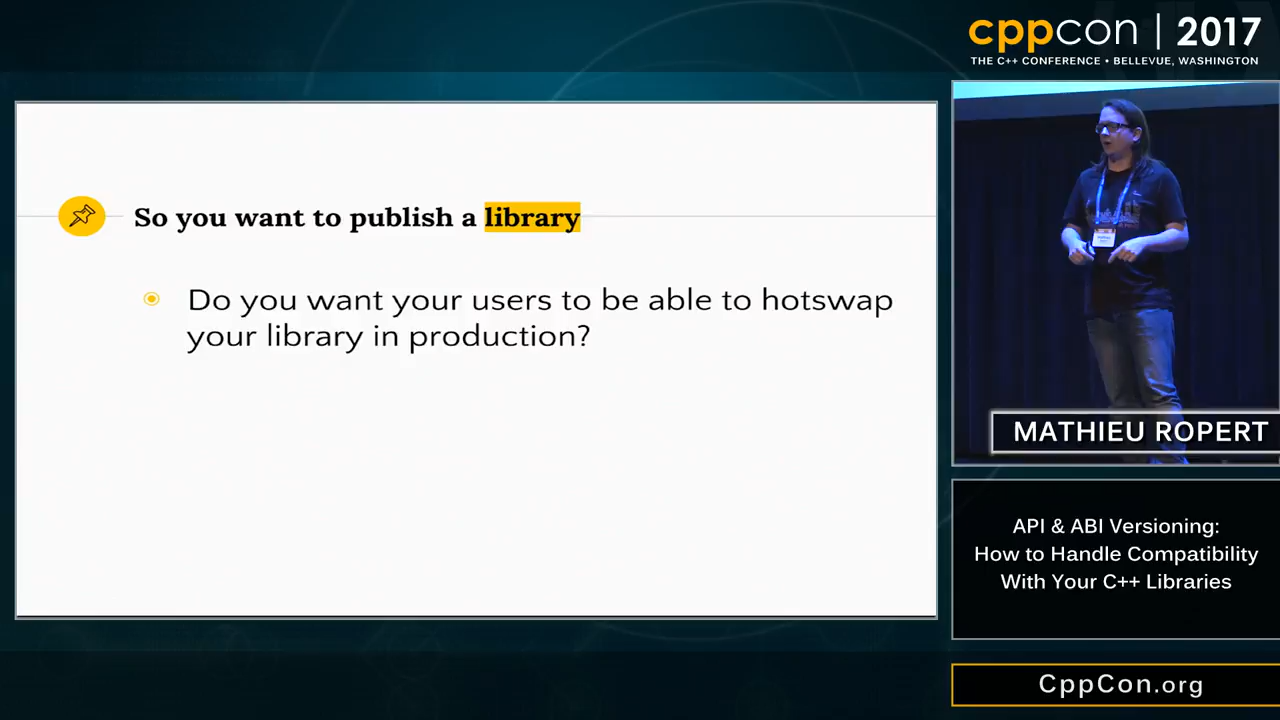 cppcon | 2017
THE C++ CONFERENCE • BELLEVUE, WASHINGTON
So you want to publish a library
Do you want your users to be able to hotswap
your library in production?
MATHIEU ROPERT
API & ABI Versioning:
How to Handle Compatibility
With Your C++ Libraries
CppCon.org